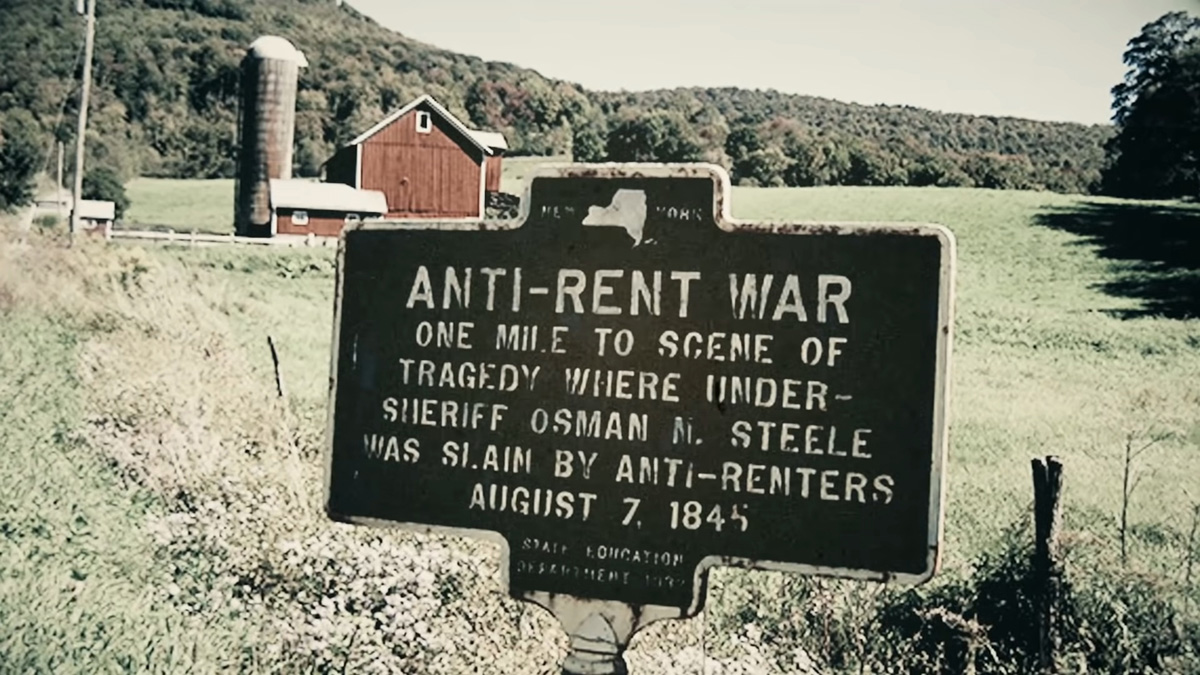 NEW YORK
ANTI-RENT WAR
ONE MILE TO SCENE OF
TRAGEDY WHERE UNDER-
SHERIFF OSMAN N. STEELE
WAS SLAIN BY ANTI-RENTERS
AUGUST 7, 1845
STATE EDUCATION
DEPARTMENT